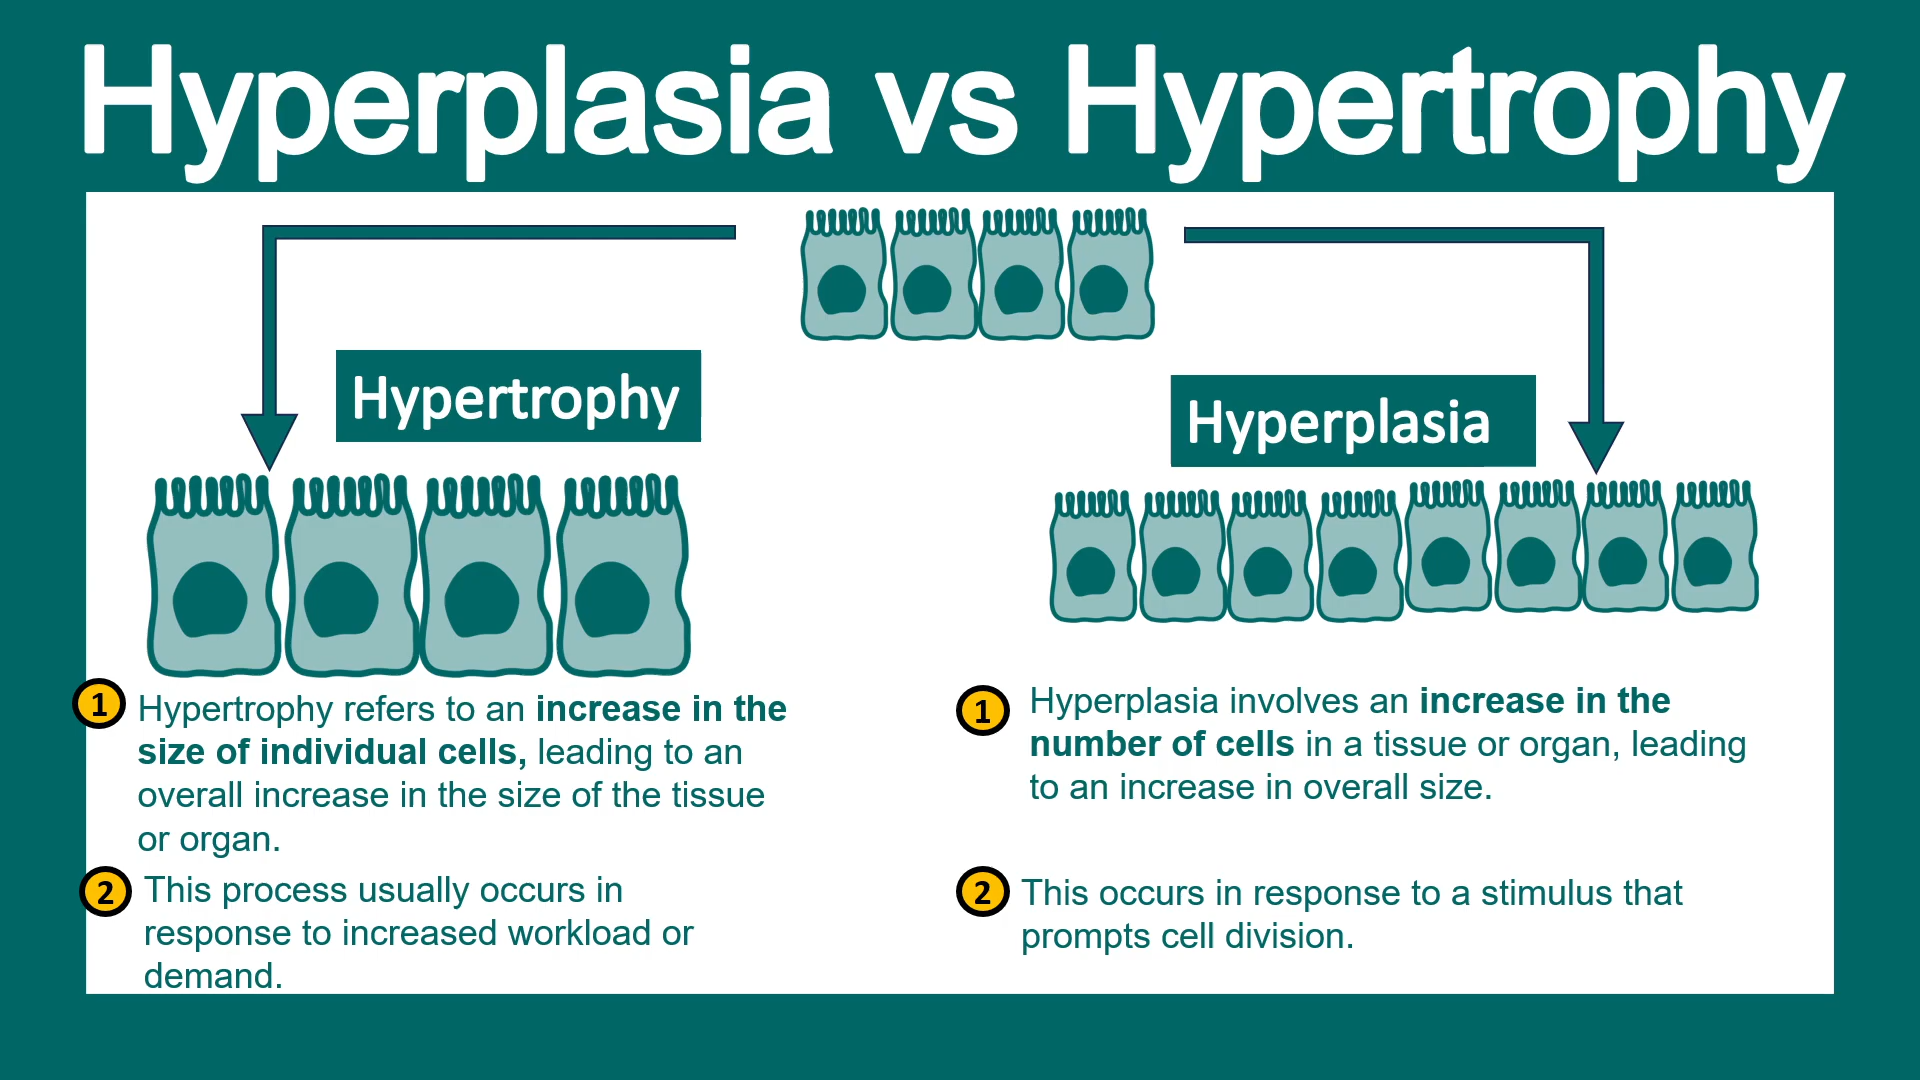 Hyperplasia vs Hypertrophy
Hypertrophy
1
Hypertrophy refers to an increase in the
size of individual cells, leading to an
overall increase in the size of the tissue
or organ.
2
This process usually occurs in
response to increased workload or
demand.
Hyperplasia
1
Hyperplasia involves an increase in the
number of cells in a tissue or organ, leading
to an increase in overall size.
2
This occurs in response to a stimulus that
prompts cell division.